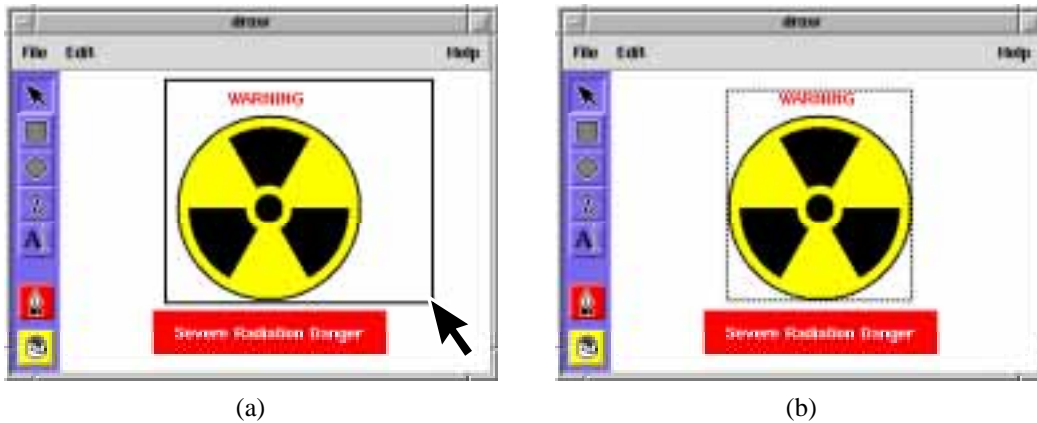 draw
File Edit Help
WARNING
A
Severe Radiation Danger
(a)
draw
File Edit Help
WARNING
A
Severe Radiation Danger
(b)